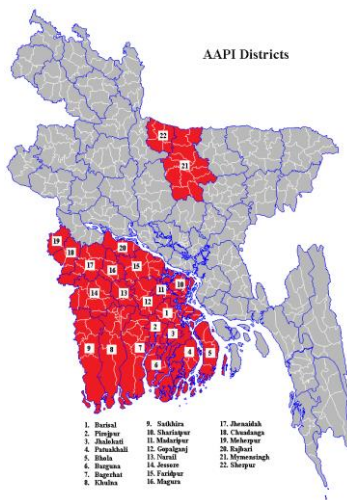 AAPI Districts
22
21
19
18
20
17
16
15
11
10
14
13
12
1
2
3
9
8
7
4
5
6
1. Barisal
2. Pirojpur
3. Jhalokati
4. Patuakhali
5. Bhola
6. Barguna
7. Bagerhat
8. Khulna
9. Satkhira
10. Shariatpur
11. Madaripur
12. Gopalganj
13. Narail
14. Jessore
15. Faridpur
16. Magura
17. Jhenaidah
18. Chuadanga
19. Meherpur
20. Rajbari
21. Mymensingh
22. Sherpur